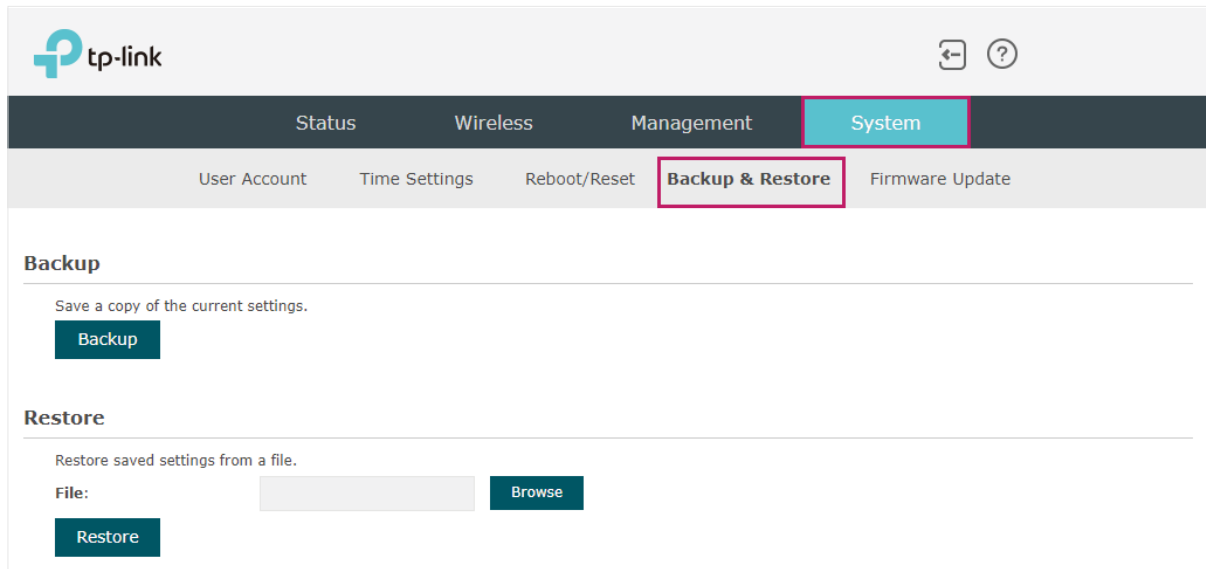 tp-link
?
Status Wireless Management System
User Account Time Settings Reboot/Reset Backup & Restore Firmware Update
Backup
Save a copy of the current settings.
Backup
Restore
Restore saved settings from a file.
File: Browse
Restore